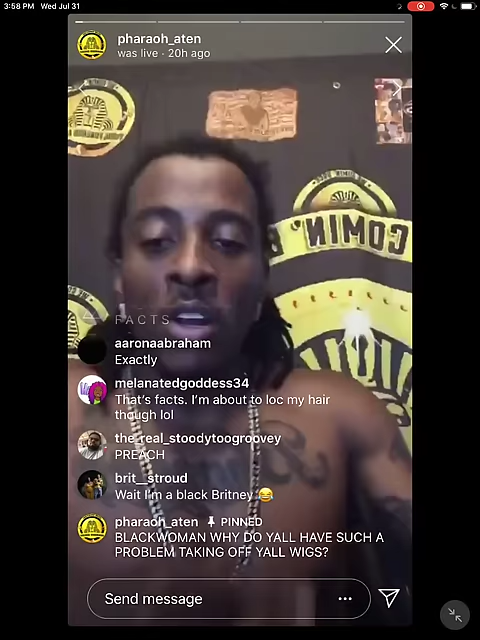 3:58 PM Wed Jul 31
pharaoh_aten
was live · 20h ago
COMIN' B
FACTS
aaronaabraham
Exactly
melanatedgoddess34
That's facts. I'm about to loc my hair
though lol
the_real_stoodytoogroovey
PREACH
brit__stroud
Wait I'm a black Britney 😂
pharaoh_aten PINNED
BLACKWOMAN WHY DO YALL HAVE SUCH A
PROBLEM TAKING OFF YALL WIGS?
Send message